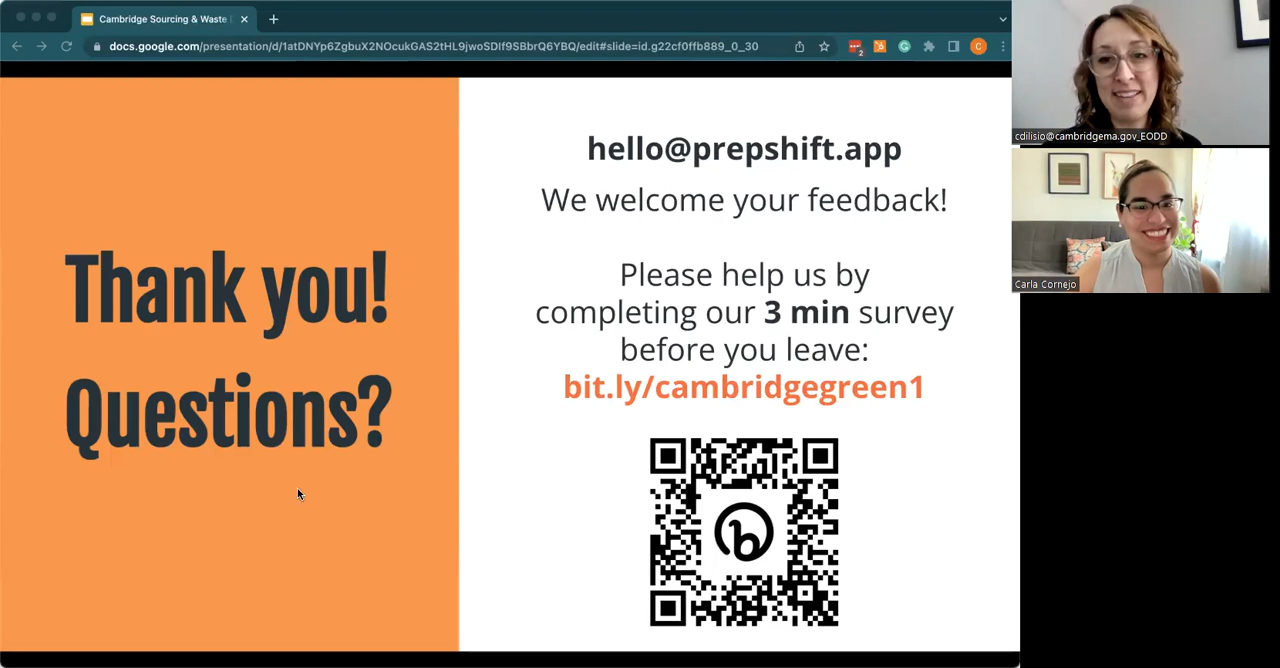 Cambridge Sourcing & Waste
docs.google.com/presentation/d/1atDNYp6ZgbuX2NOcukGAS2tHL9jwoSDIf9SBbrQ6YBQ/edit#slide=id.g22cf0ffb889_0_30
2
C
cdilisio@cambridgema.gov_EODD
Carla Cornejo
Thank you!
Questions?
hello@prepshift.app
We welcome your feedback!
Please help us by
completing our 3 min survey
before you leave:
bit.ly/cambridgegreen1
b